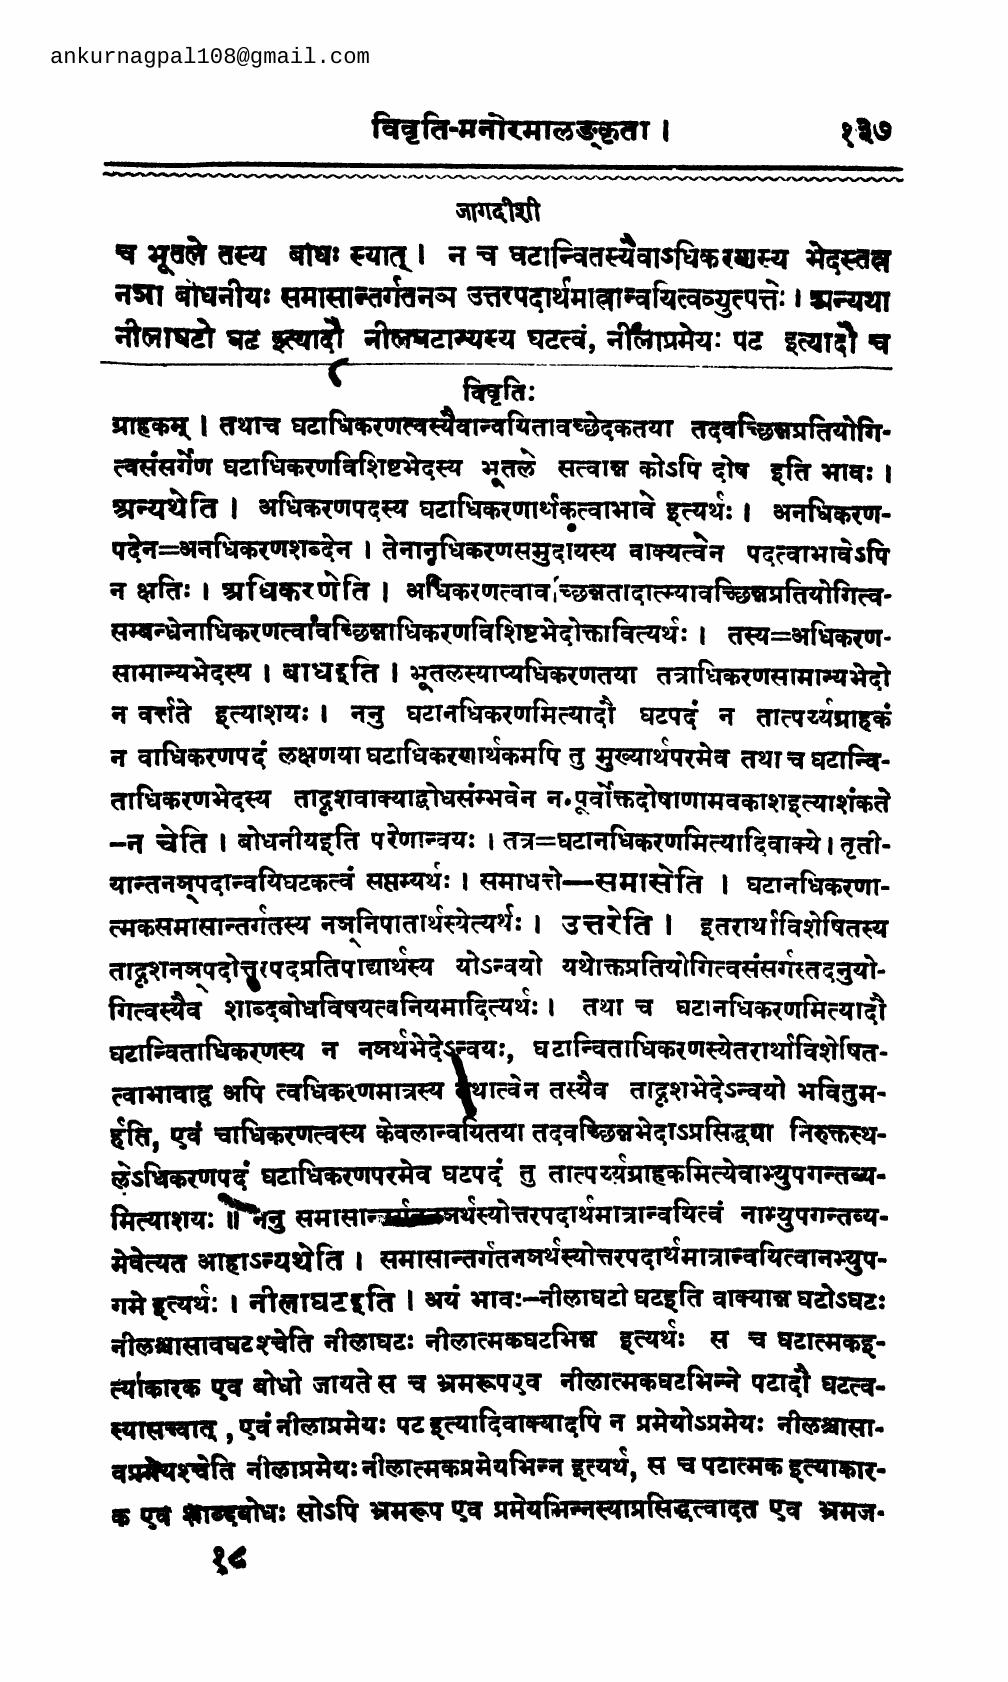 ankurnagpal108@gmail.com
विवृति-मनोरमालङ्कृता ।
१३७
जागदीशी
च भूतले तस्य बाधः स्यात् । न च घटान्वितस्यैवाऽधिकरणस्य भेदस्तत्र
नञा बोधनीयः समासान्तर्गतनञ उत्तरपदार्थमात्रान्वयित्वव्युत्पत्तेः । अन्यथा
नीलाघटो घट इत्यादौ नीलघटान्यस्य घटत्वं, नीलाप्रमेयः पट इत्यादौ च
विवृतिः
ग्राहकम् । तथाच घटाधिकरणत्वस्यैवान्वयितावच्छेदकतया तदवच्छिन्नप्रतियोगि-
त्वसंसर्गेण घटाधिकरणविशिष्टभेदस्य भूतले सत्वान्न कोऽपि दोष इति भावः ।
अन्यथेति । अधिकरणपदस्य घटाधिकरणार्थकत्वाभावे इत्यर्थः । अनधिकरण-
पदेन=अनधिकरणशब्देन । तेनानधिकरणसमुदायस्य वाक्यत्वेन पदत्वाभावेऽपि
न क्षतिः । अधिकरणेति । अधिकरणत्वावच्छिन्नतादात्म्यावच्छिन्नप्रतियोगित्व-
सम्बन्धेनाधिकरणत्वावच्छिन्नाधिकरणविशिष्टभेदोक्तावित्यर्थः । तस्य=अधिकरण-
सामान्यभेदस्य । बाधइति । भूतलस्याप्यधिकरणतया तत्राधिकरणसामान्यभेदो
न वर्त्तते इत्याशयः । ननु घटानधिकरणमित्यादौ घटपदं न तात्पर्य्यग्राहकं
न वाधिकरणपदं लक्षणया घटाधिकरणार्थकमपि तु मुख्यार्थपरमेव तथा च घटान्वि-
ताधिकरणभेदस्य तादृशवाक्याद्बोधसंम्भवेन न पूर्वोक्तदोषाणामवकाशइत्याशंकते
–न चेति । बोधनीयइति परेणान्वयः । तत्र=घटानधिकरणमित्यादिवाक्ये । तृती-
यान्तनञ्पदान्वयिघटकत्वं सप्तम्यर्थः । समाधत्ते—समासेति । घटानधिकरणा-
त्मकसमासान्तर्गतस्य नञ्निपातार्थस्येत्यर्थः । उत्तरेति । इतरार्थाविशेषितस्य
तादृशनञ्पदोत्तरपदप्रतिपाद्यार्थस्य योऽन्वयो यथोक्तप्रतियोगित्वसंसर्गस्तदनुयो-
गित्वस्यैव शाब्दबोधविषयत्वनियमादित्यर्थः । तथा च घटानधिकरणमित्यादौ
घटान्विताधिकरणस्य न नञर्थभेदेऽन्वयः, घटान्विताधिकरणस्येतरार्थाविशेषित-
त्वाभावाद् अपि त्वधिकरणमात्रस्य तथात्वेन तस्यैव तादृशभेदेऽन्वयो भवितुम-
र्हति, एवं चाधिकरणत्वस्य केवलान्वयितया तदवच्छिन्नभेदाऽप्रसिद्ध्या निरुक्तस्थ-
लेऽधिकरणपदं घटाधिकरणपरमेव घटपदं तु तात्पर्य्यग्राहकमित्येवाभ्युपगन्तव्य-
मित्याशयः ॥ ननु समासान्तर्गतनञर्थस्योत्तरपदार्थमात्रान्वयित्वं नाभ्युपगन्तव्य-
मेवेत्यत आहाऽन्यथेति । समासान्तर्गतनञर्थस्योत्तरपदार्थमात्रान्वयित्वानभ्युप-
गमे इत्यर्थः । नीलाघटइति । अयं भावः–नीलाघटो घटइति वाक्यान्न घटोऽघटः
नीलश्चासावघटश्चेति नीलाघटः नीलात्मकघटभिन्न इत्यर्थः स च घटात्मकइ-
त्याकारक एव बोधो जायते स च भ्रमरूपएव नीलात्मकघटभिन्ने पटादौ घटत्व-
स्यासत्त्वात् , एवं नीलाप्रमेयः पट इत्यादिवाक्यादपि न प्रमेयोऽप्रमेयः नीलश्चासा-
वप्रमेयश्चेति नीलाप्रमेयः नीलात्मकप्रमेयभिन्न इत्यर्थ, स च पटात्मक इत्याकार-
क एव शाब्दबोधः सोऽपि भ्रमरूप एव प्रमेयभिन्नस्याप्रसिद्धत्वादत एव भ्रमज-
१८